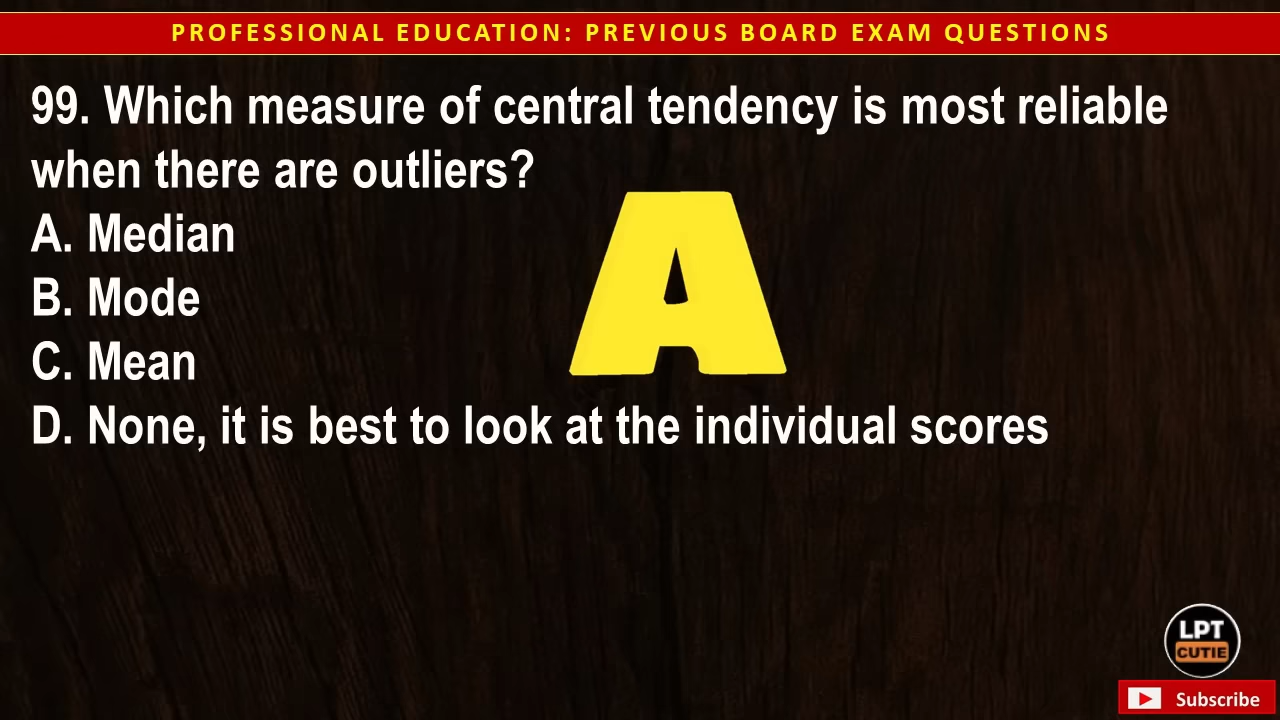 PROFESSIONAL EDUCATION: PREVIOUS BOARD EXAM QUESTIONS
99. Which measure of central tendency is most reliable
when there are outliers?
A. Median
B. Mode
C. Mean
D. None, it is best to look at the individual scores
A
LPT
CUTIE
Subscribe